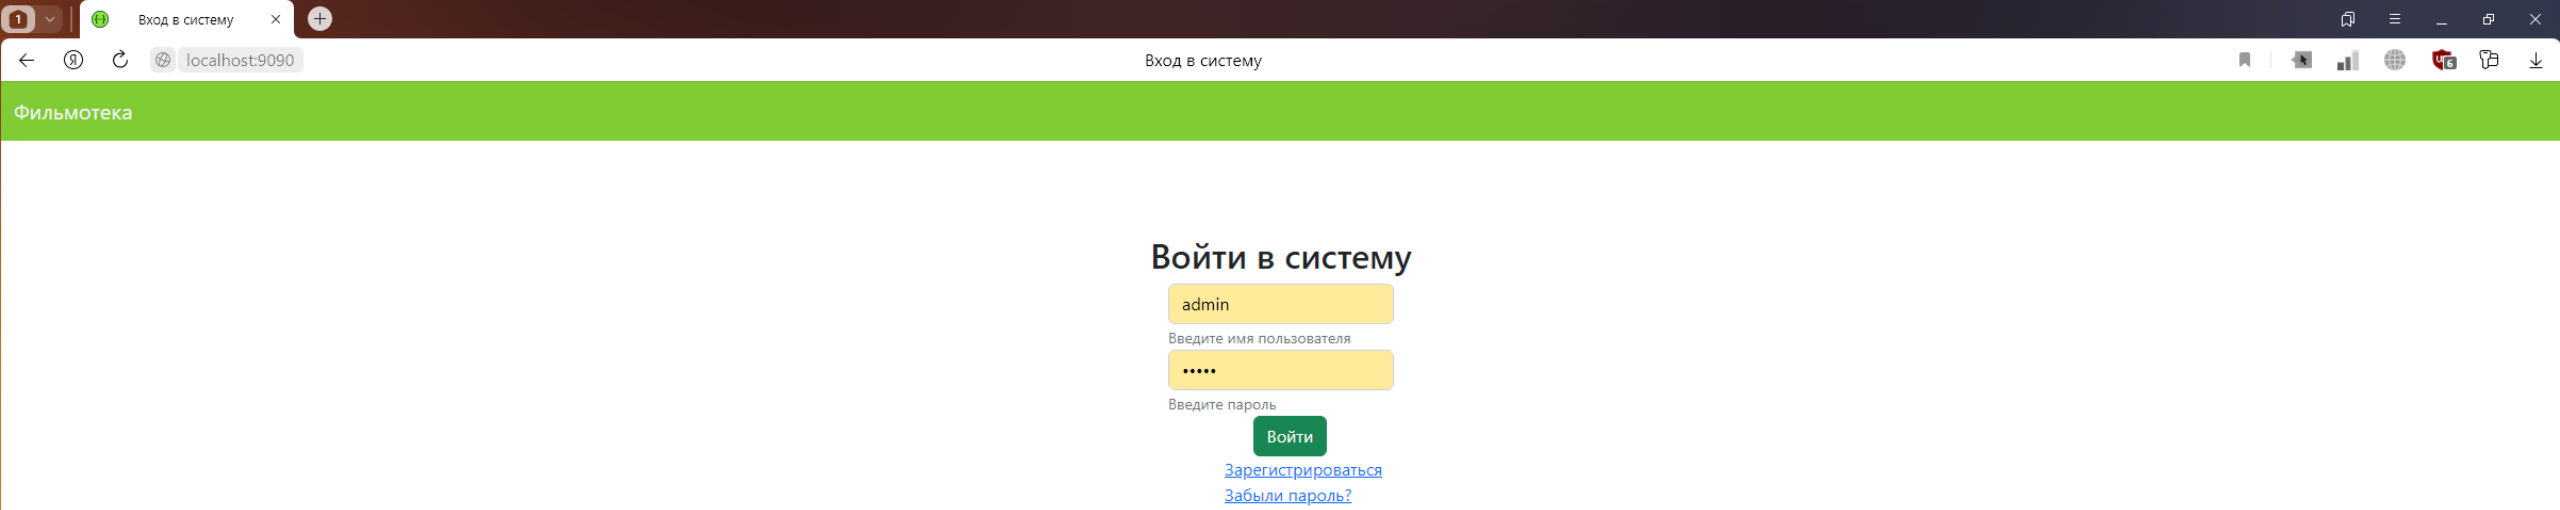 1
Вход в систему
localhost:9090
Вход в систему
6
Фильмотека
Войти в систему
admin
Введите имя пользователя
•••••
Введите пароль
Войти
Зарегистрироваться
Забыли пароль?